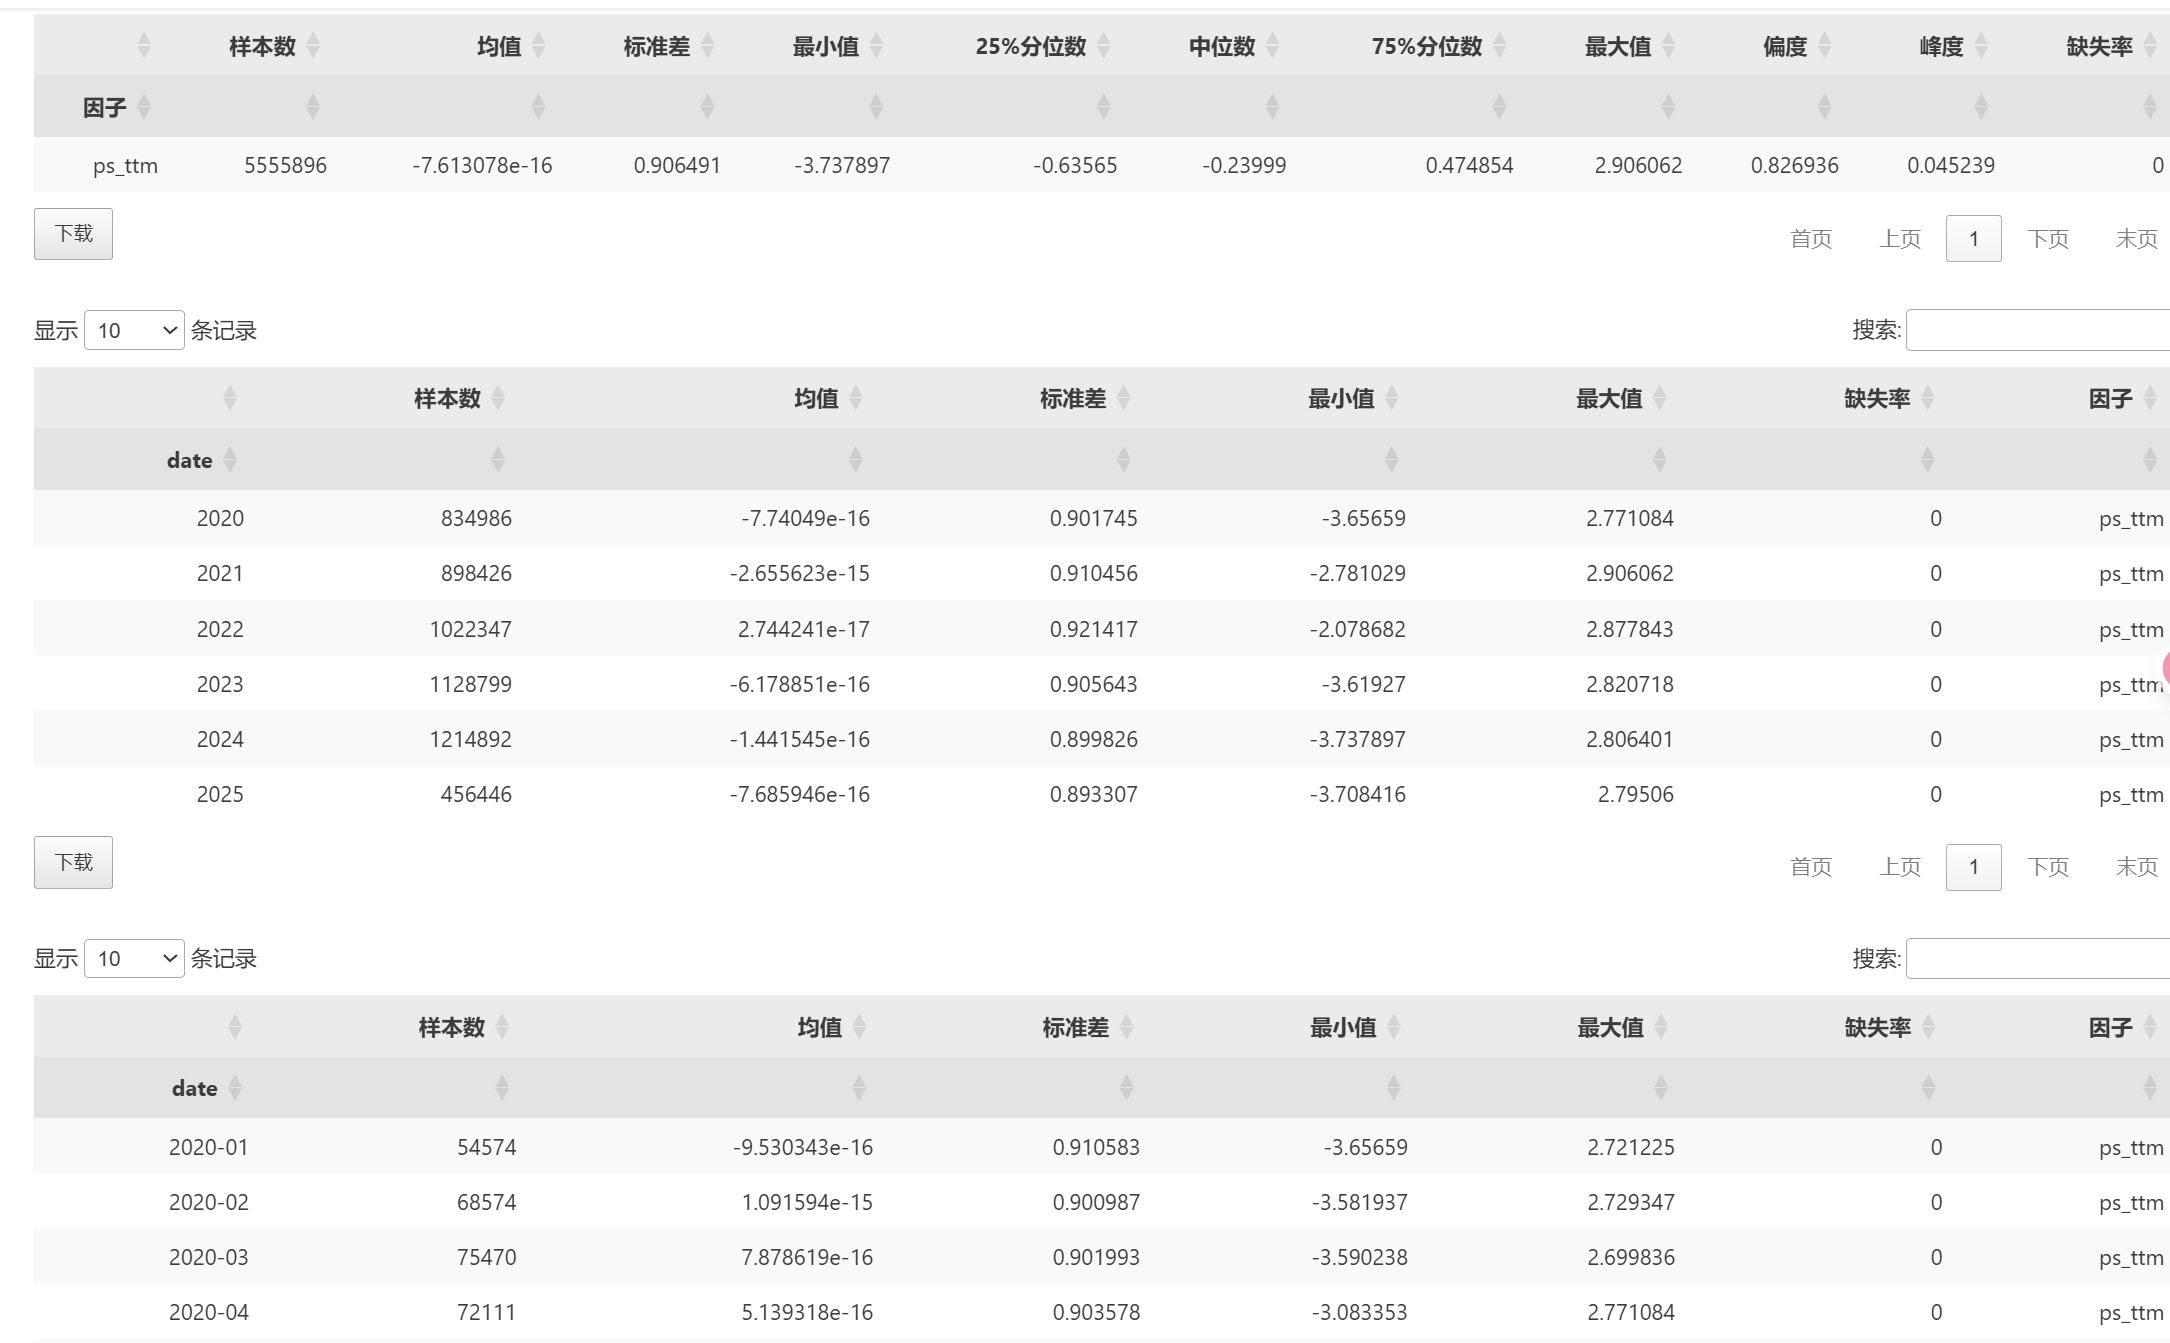 样本数 均值 标准差 最小值 25%分位数 中位数 75%分位数 最大值 偏度 峰度 缺失率
因子
ps_ttm 5555896 -7.613078e-16 0.906491 -3.737897 -0.63565 -0.23999 0.474854 2.906062 0.826936 0.045239 0
下载 首页 上页 1 下页 末页
显示 10 条记录 搜索:
样本数 均值 标准差 最小值 最大值 缺失率 因子
date
2020 834986 -7.74049e-16 0.901745 -3.65659 2.771084 0 ps_ttm
2021 898426 -2.655623e-15 0.910456 -2.781029 2.906062 0 ps_ttm
2022 1022347 2.744241e-17 0.921417 -2.078682 2.877843 0 ps_ttm
2023 1128799 -6.178851e-16 0.905643 -3.61927 2.820718 0 ps_ttm
2024 1214892 -1.441545e-16 0.899826 -3.737897 2.806401 0 ps_ttm
2025 456446 -7.685946e-16 0.893307 -3.708416 2.79506 0 ps_ttm
下载 首页 上页 1 下页 末页
显示 10 条记录 搜索:
样本数 均值 标准差 最小值 最大值 缺失率 因子
date
2020-01 54574 -9.530343e-16 0.910583 -3.65659 2.721225 0 ps_ttm
2020-02 68574 1.091594e-15 0.900987 -3.581937 2.729347 0 ps_ttm
2020-03 75470 7.878619e-16 0.901993 -3.590238 2.699836 0 ps_ttm
2020-04 72111 5.139318e-16 0.903578 -3.083353 2.771084 0 ps_ttm